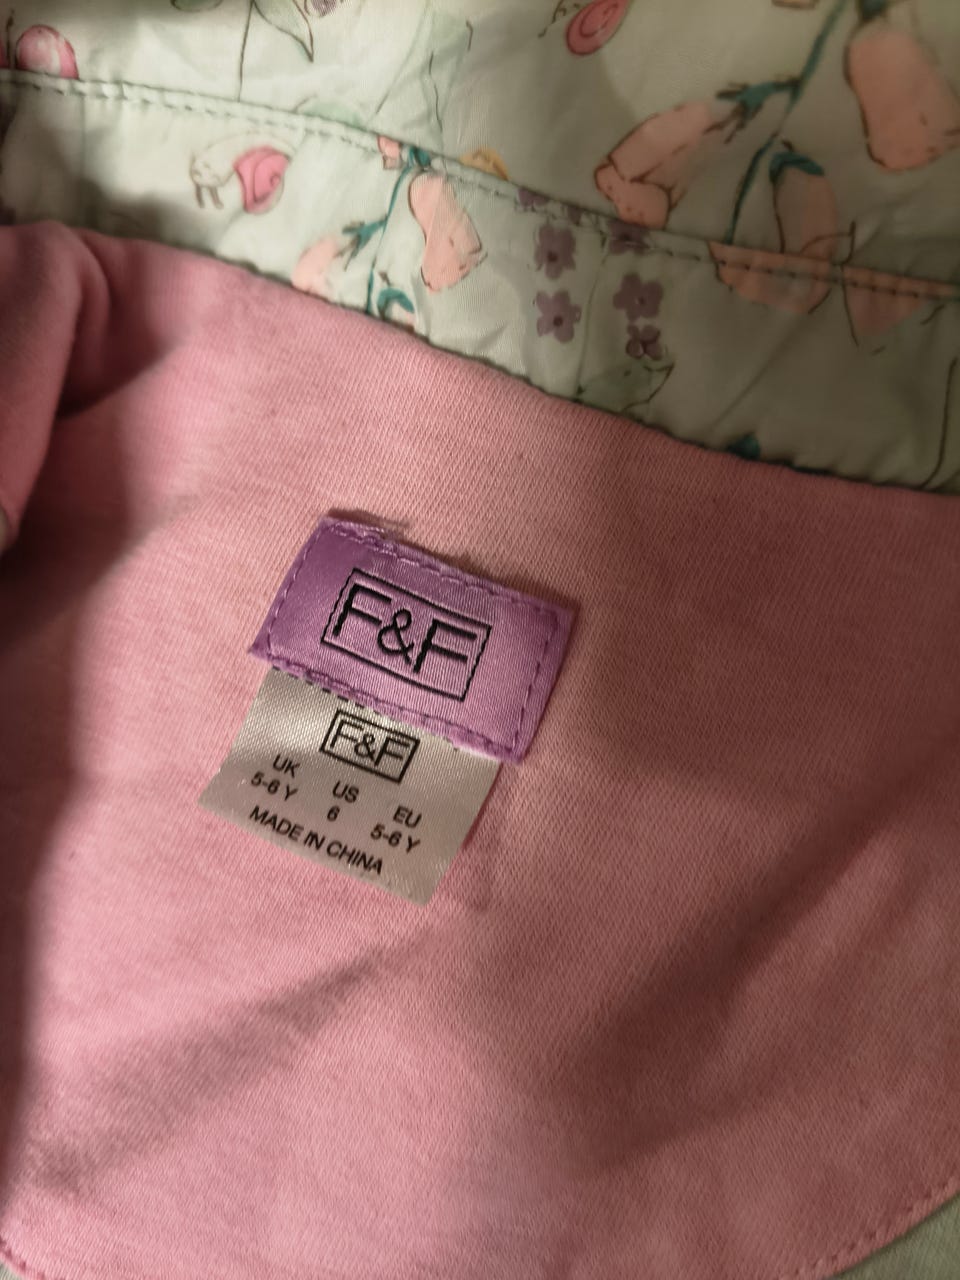 F&F
F&F
UK US EU
5-6 Y 6 5-6 Y
MADE IN CHINA